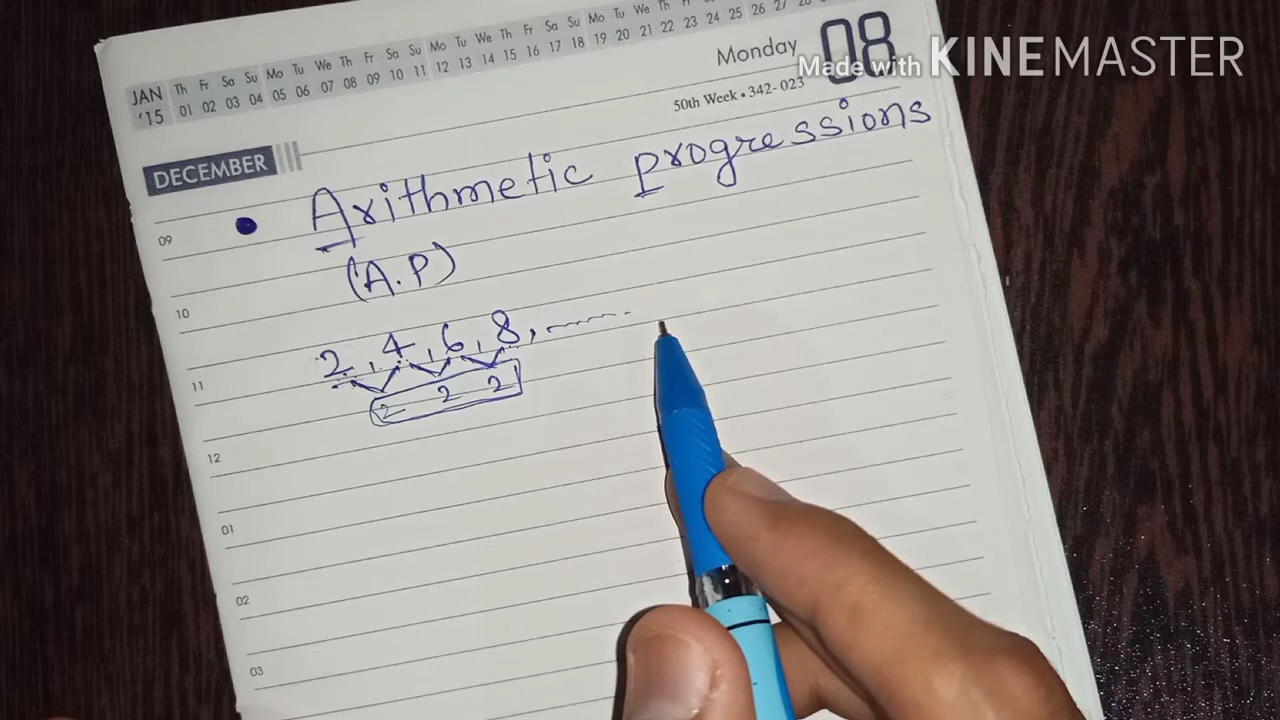 JAN '15
Th Fr Sa Su Mo Tu We Th Fr Sa Su Mo Tu We Th Fr Sa Su Mo Tu We Th Fr Sa Su Mo Tu We Th Fr
01 02 03 04 05 06 07 08 09 10 11 12 13 14 15 16 17 18 19 20 21 22 23 24 25 26 27 28
Monday 08
Made with KINEMASTER
50th Week • 342-023
DECEMBER
• Arithmetic progressions
09
(A.P)
10
2, 4, 6, 8, .......
11
2 2 2
12
01
02
03